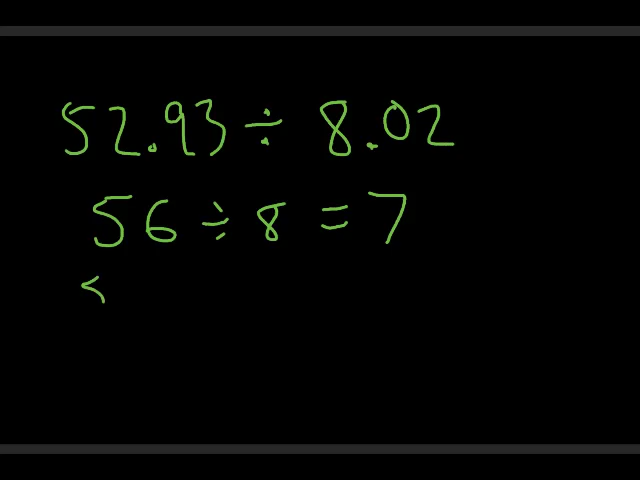 52.93 ÷ 8.02
56 ÷ 8 = 7
<